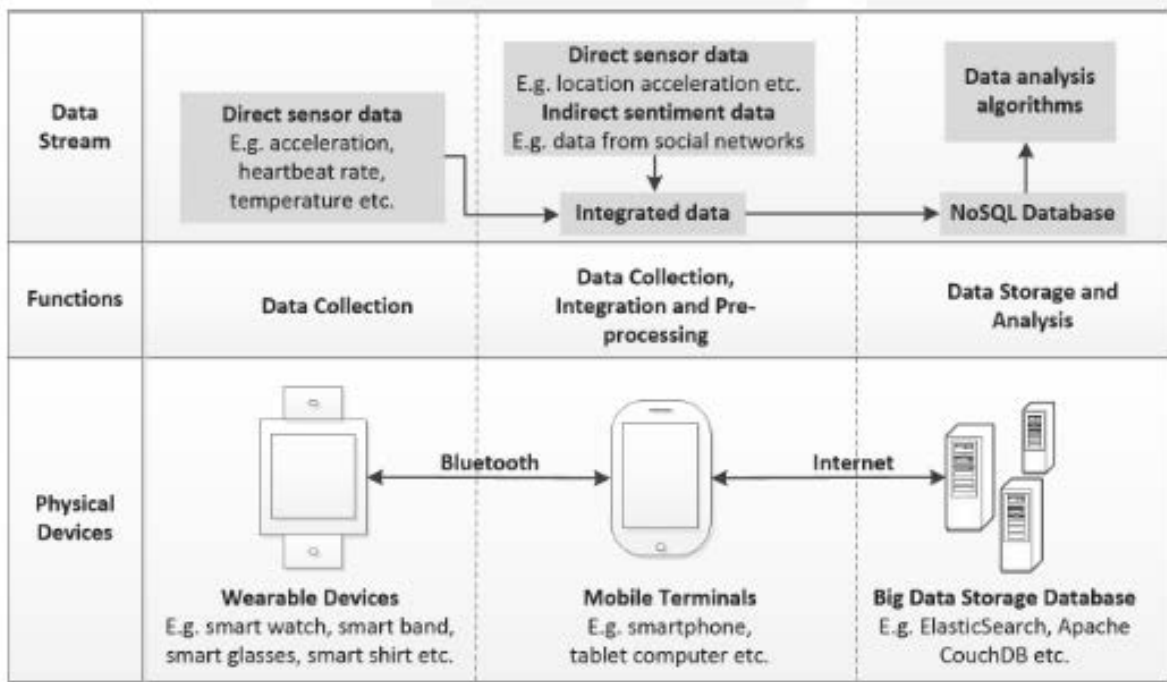 Data
Stream
Direct sensor data
E.g. acceleration,
heartbeat rate,
temperature etc.
Direct sensor data
E.g. location acceleration etc.
Indirect sentiment data
E.g. data from social networks
Integrated data
Data analysis
algorithms
NoSQL Database
Functions
Data Collection
Data Collection,
Integration and Pre-
processing
Data Storage and
Analysis
Physical
Devices
Bluetooth
Internet
Wearable Devices
E.g. smart watch, smart band,
smart glasses, smart shirt etc.
Mobile Terminals
E.g. smartphone,
tablet computer etc.
Big Data Storage Database
E.g. ElasticSearch, Apache
CouchDB etc.